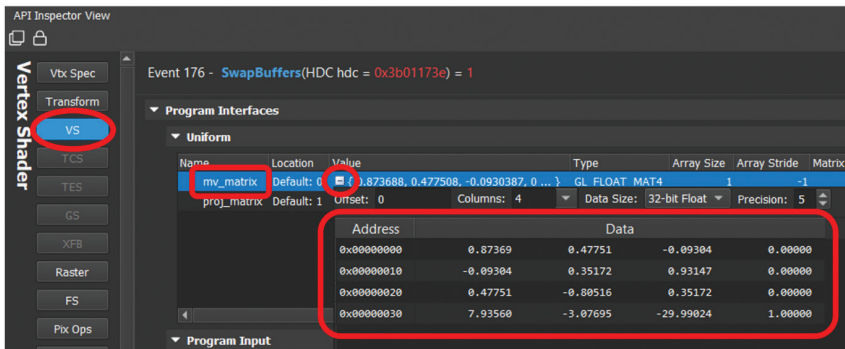 API Inspector View
Vertex Shader
Vtx Spec
Transform
VS
TCS
TES
GS
XFB
Raster
FS
Pix Ops
Event 176 - SwapBuffers(HDC hdc = 0x3b01173e) = 1
Program Interfaces
Uniform
Name Location Value Type Array Size Array Stride Matrix
mv_matrix Default: 0 { 0.873688, 0.477508, -0.0930387, 0 ... } GL_FLOAT_MAT4 1 -1
proj_matrix Default: 1 Offset: 0 Columns: 4 Data Size: 32-bit Float Precision: 5
Address Data
0x00000000 0.87369 0.47751 -0.09304 0.00000
0x00000010 -0.09304 0.35172 0.93147 0.00000
0x00000020 0.47751 -0.80516 0.35172 0.00000
0x00000030 7.93560 -3.07695 -29.99024 1.00000
Program Input